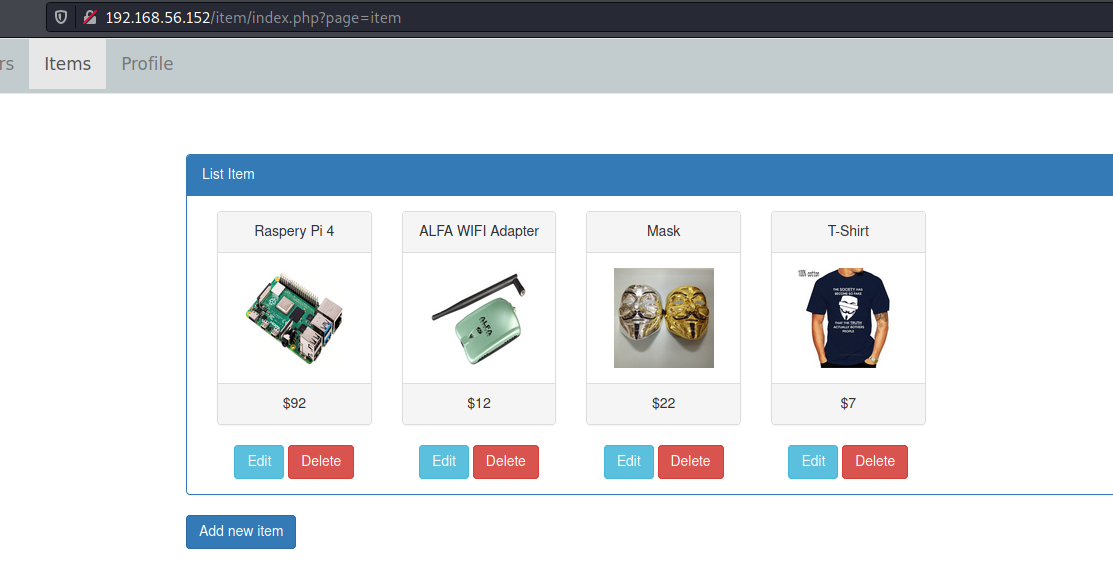 192.168.56.152/item/index.php?page=item
rs Items Profile
List Item
Raspery Pi 4 ALFA WIFI Adapter Mask T-Shirt
ALFA
100% cotton
THE SOCIETY HAS
BECOME SO FAKE
THAT THE TRUTH
ACTUALLY BOTHERS
PEOPLE
$92 $12 $22 $7
Edit Delete Edit Delete Edit Delete Edit Delete
Add new item